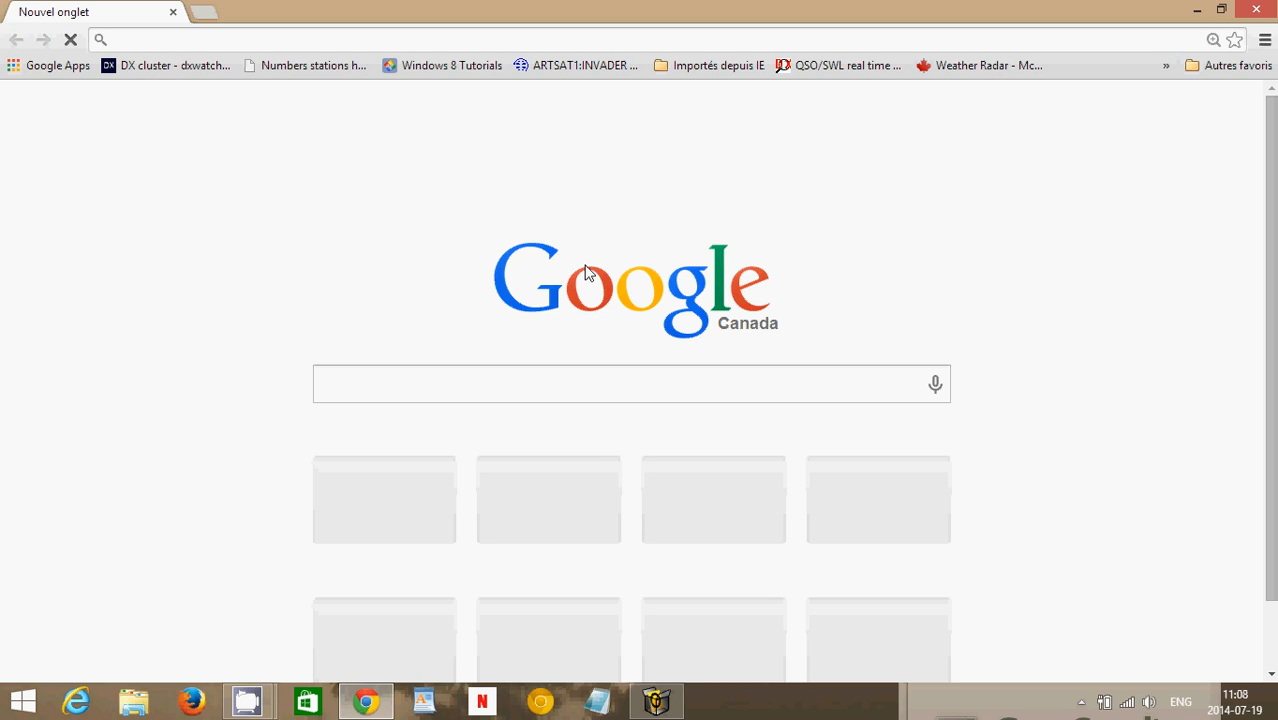 Nouvel onglet
Google Apps DX DX cluster - dxwatch... Numbers stations h... Windows 8 Tutorials ARTSAT1:INVADER ... Importés depuis IE QSO/SWL real time ... Weather Radar - Mc... » Autres favoris
Google
Canada
N ENG 11:08
2014-07-19